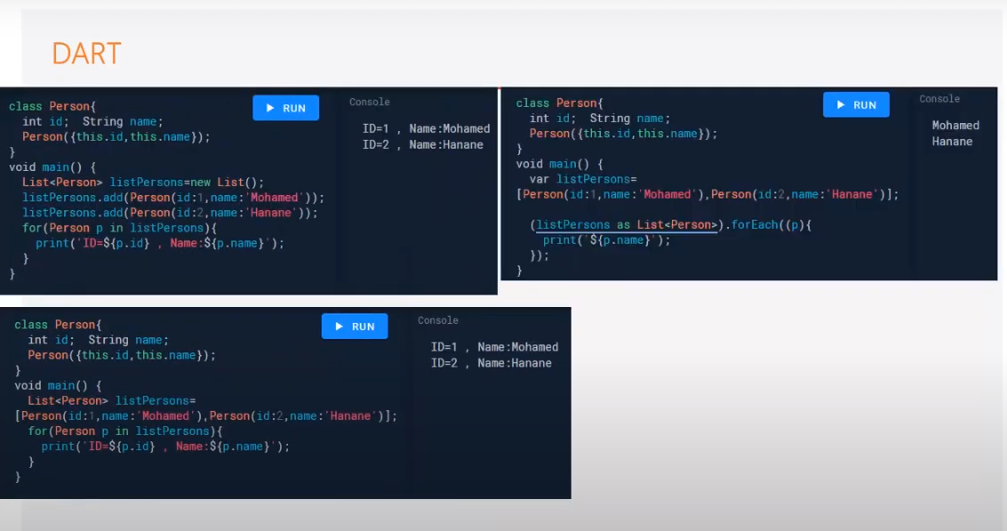 DART
class Person{
int id; String name;
Person({this.id,this.name});
}
void main() {
List<Person> listPersons=new List();
listPersons.add(Person(id:1,name:'Mohamed'));
listPersons.add(Person(id:2,name:'Hanane'));
for(Person p in listPersons){
print('ID=${p.id} , Name:${p.name}');
}
}
RUN
Console
ID=1 , Name:Mohamed
ID=2 , Name:Hanane
class Person{
int id; String name;
Person({this.id,this.name});
}
void main() {
var listPersons=
[Person(id:1,name:'Mohamed'),Person(id:2,name:'Hanane')];
(listPersons as List<Person>).forEach((p){
print('${p.name}');
});
}
RUN
Console
Mohamed
Hanane
class Person{
int id; String name;
Person({this.id,this.name});
}
void main() {
List<Person> listPersons=
[Person(id:1,name:'Mohamed'),Person(id:2,name:'Hanane')];
for(Person p in listPersons){
print('ID=${p.id} , Name:${p.name}');
}
}
RUN
Console
ID=1 , Name:Mohamed
ID=2 , Name:Hanane